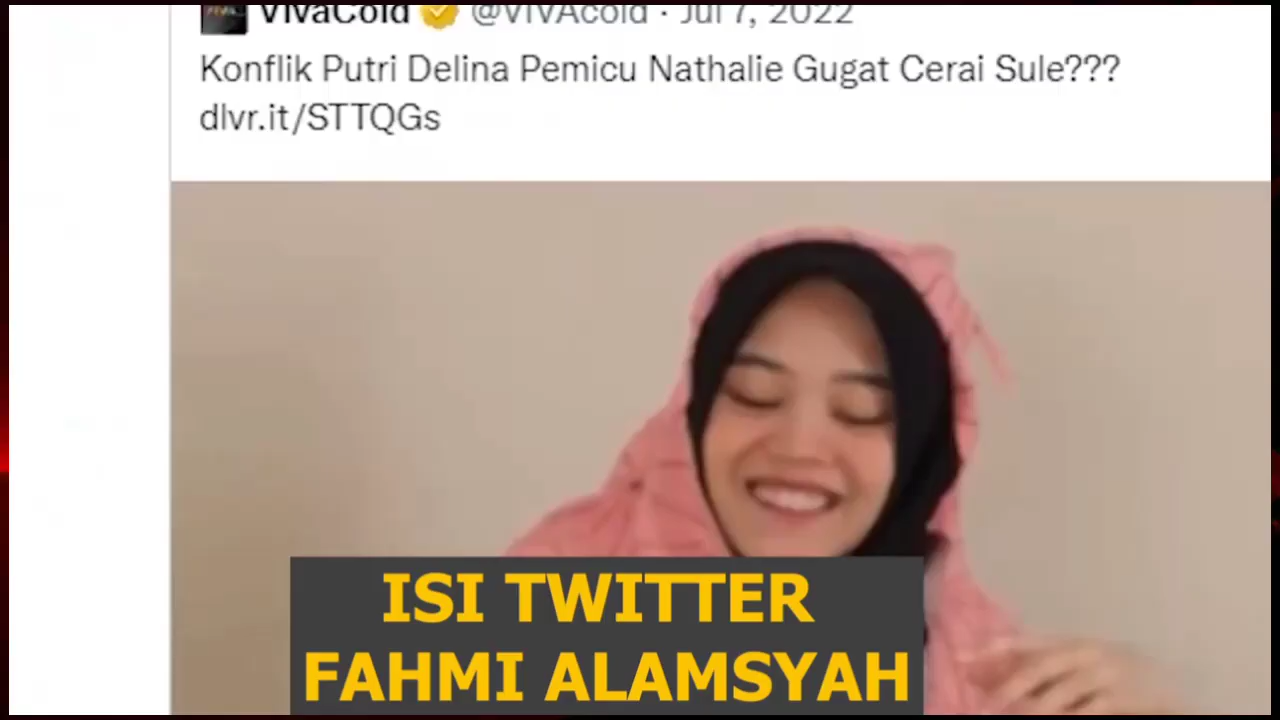 VivaCold @VIVAcold · Jul 7, 2022
Konflik Putri Delina Pemicu Nathalie Gugat Cerai Sule???
dlvr.it/STTQGs
ISI TWITTER
FAHMI ALAMSYAH